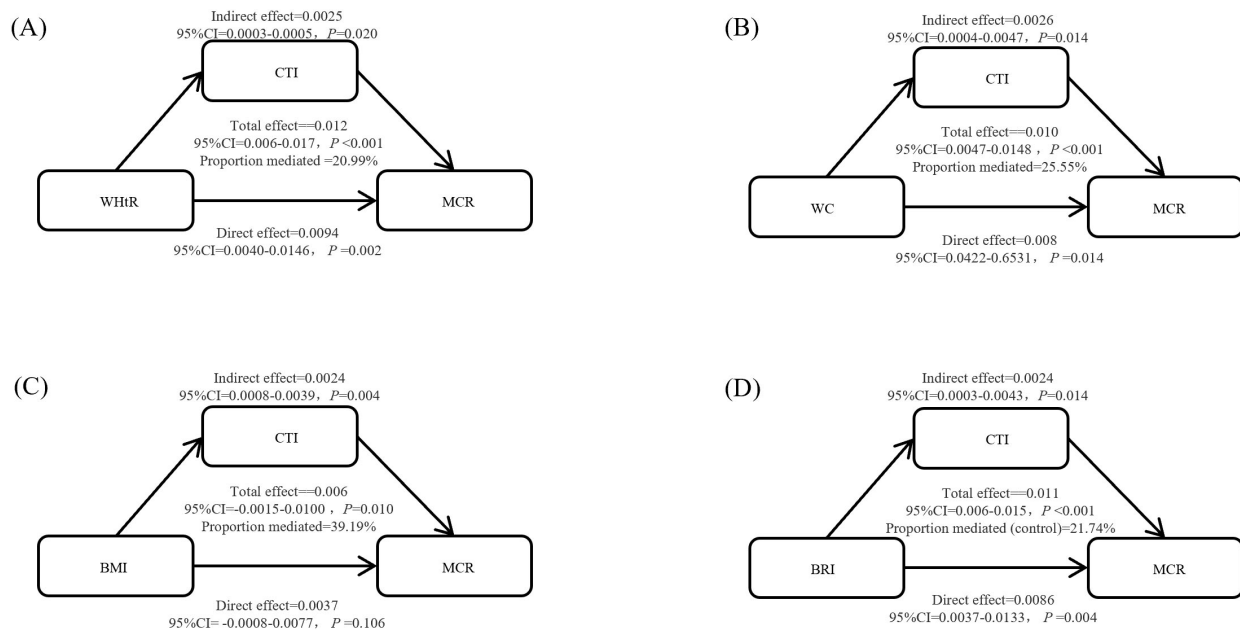 (A)
Indirect effect=0.0025
95%CI=0.0003-0.0005，P=0.020
CTI
Total effect==0.012
95%CI=0.006-0.017，P <0.001
Proportion mediated =20.99%
WHtR
MCR
Direct effect=0.0094
95%CI=0.0040-0.0146， P =0.002
(B)
Indirect effect=0.0026
95%CI=0.0004-0.0047，P=0.014
CTI
Total effect==0.010
95%CI=0.0047-0.0148 ，P <0.001
Proportion mediated=25.55%
WC
MCR
Direct effect=0.008
95%CI=0.0422-0.6531， P =0.014
(C)
Indirect effect=0.0024
95%CI=0.0008-0.0039，P=0.004
CTI
Total effect==0.006
95%CI=-0.0015-0.0100 ，P=0.010
Proportion mediated=39.19%
BMI
MCR
Direct effect=0.0037
95%CI= -0.0008-0.0077， P =0.106
(D)
Indirect effect=0.0024
95%CI=0.0003-0.0043，P=0.014
CTI
Total effect==0.011
95%CI=0.006-0.015，P <0.001
Proportion mediated (control)=21.74%
BRI
MCR
Direct effect=0.0086
95%CI=0.0037-0.0133，P =0.004